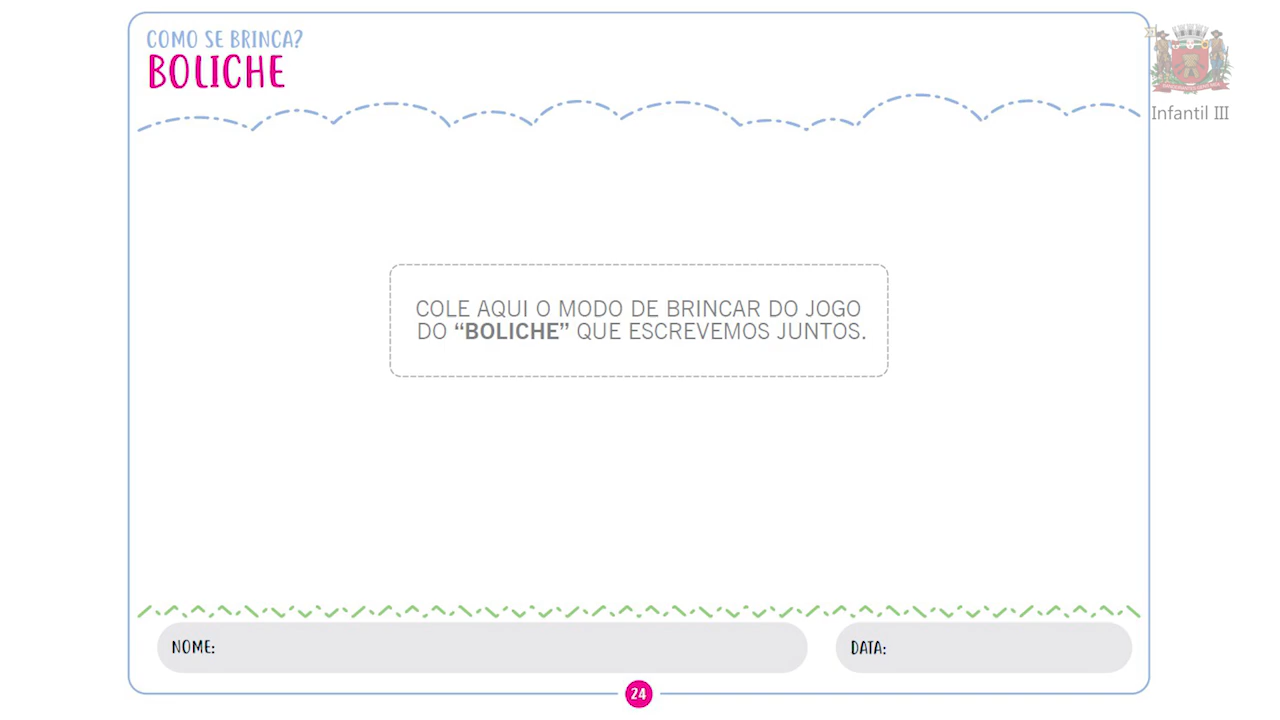 COMO SE BRINCA?
BOLICHE
Infantil III
COLE AQUI O MODO DE BRINCAR DO JOGO
DO “BOLICHE” QUE ESCREVEMOS JUNTOS.
NOME:
DATA:
24